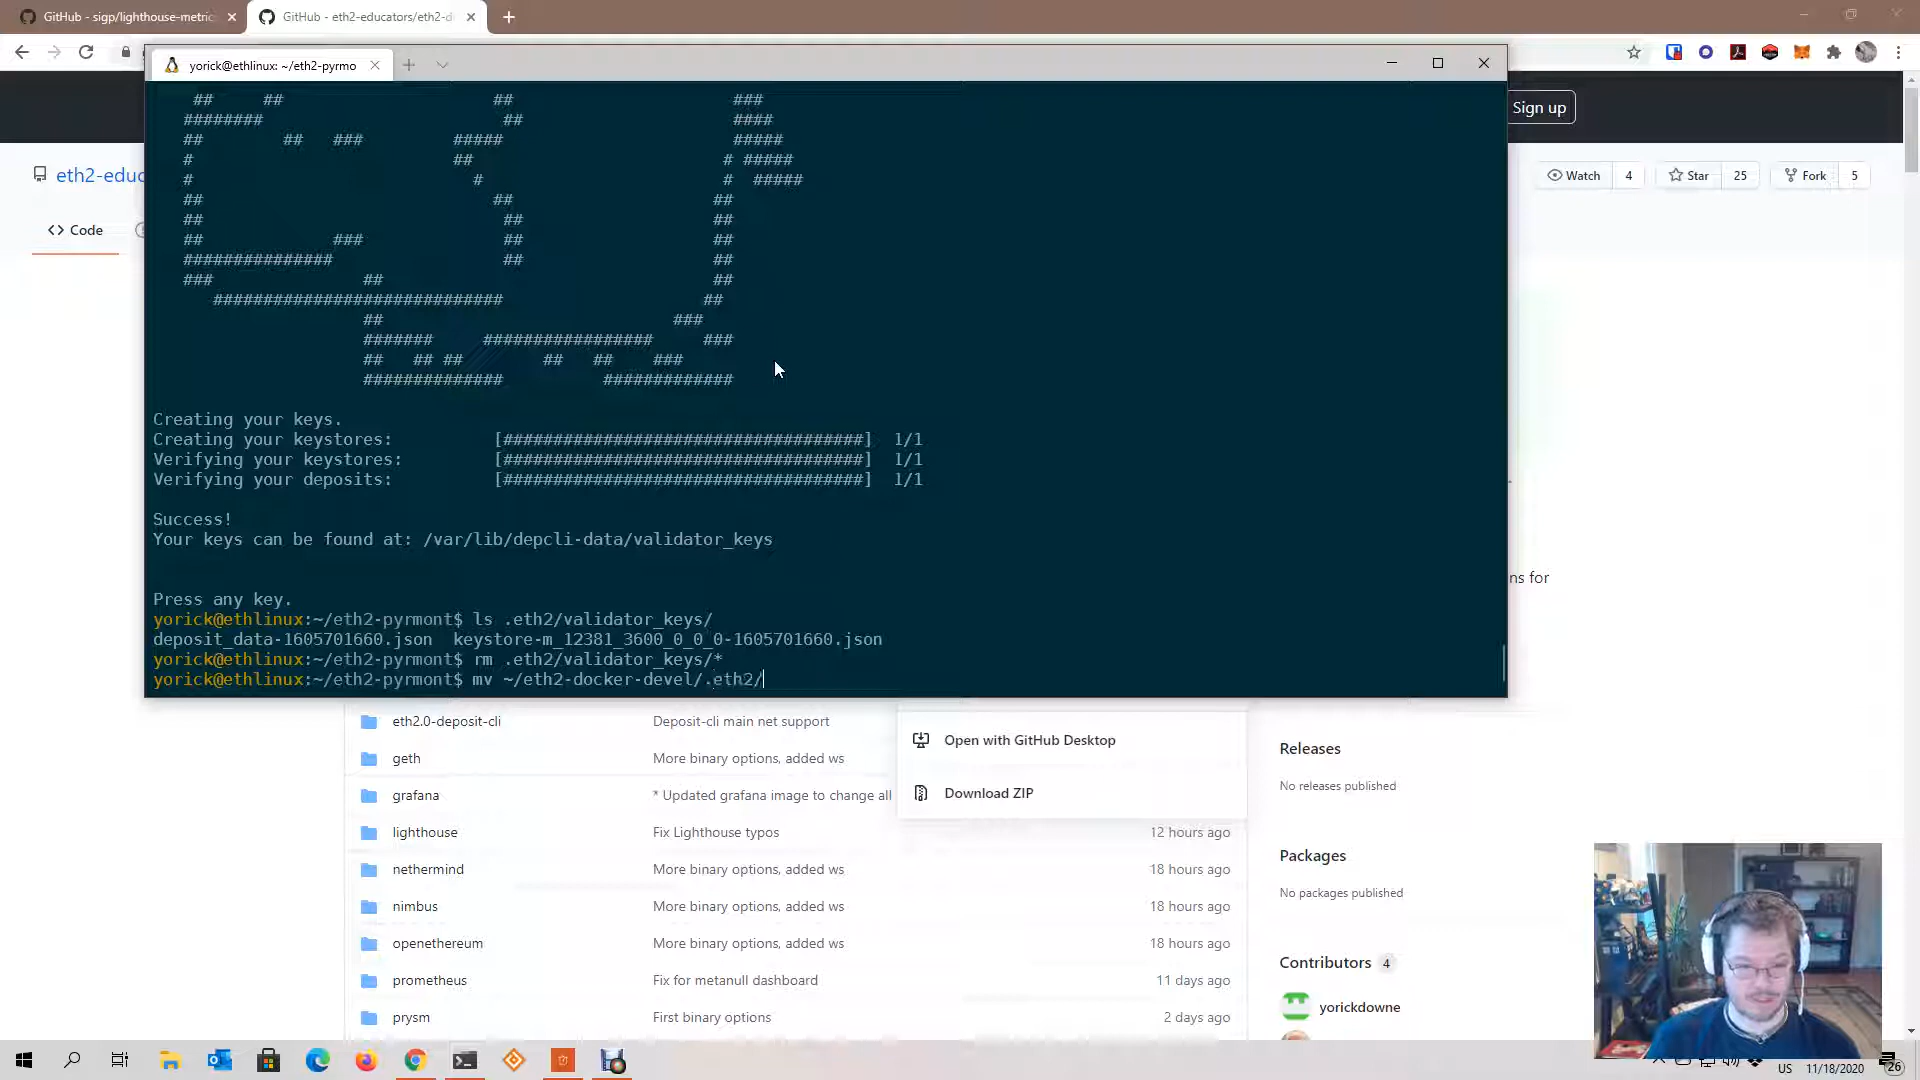 GitHub - sigp/lighthouse-metric
GitHub - eth2-educators/eth2-d
yorick@ethlinux: ~/eth2-pyrmo
Sign up
eth2-educ
Watch 4
Star 25
Fork 5
Code
## ## ## ###
######## ## ####
## ## ### ##### #####
# ## # #####
# # # #####
## ## ##
## ## ##
## ### ## ##
############### ## ##
### ## ##
############################# ##
## ###
####### ################# ###
## ## ## ## ## ###
############## #############
Creating your keys.
Creating your keystores: [####################################] 1/1
Verifying your keystores: [####################################] 1/1
Verifying your deposits: [####################################] 1/1
Success!
Your keys can be found at: /var/lib/depcli-data/validator_keys
Press any key.
yorick@ethlinux:~/eth2-pyrmont$ ls .eth2/validator_keys/
deposit_data-1605701660.json keystore-m_12381_3600_0_0_0-1605701660.json
yorick@ethlinux:~/eth2-pyrmont$ rm .eth2/validator_keys/*
yorick@ethlinux:~/eth2-pyrmont$ mv ~/eth2-docker-devel/.eth2/
ns for
eth2.0-deposit-cli Deposit-cli main net support
geth More binary options, added ws
grafana * Updated grafana image to change all
lighthouse Fix Lighthouse typos 12 hours ago
nethermind More binary options, added ws 18 hours ago
nimbus More binary options, added ws 18 hours ago
openethereum More binary options, added ws 18 hours ago
prometheus Fix for metanull dashboard 11 days ago
prysm First binary options 2 days ago
Open with GitHub Desktop
Download ZIP
Releases
No releases published
Packages
No packages published
Contributors 4
yorickdowne
US 11/18/2020 26